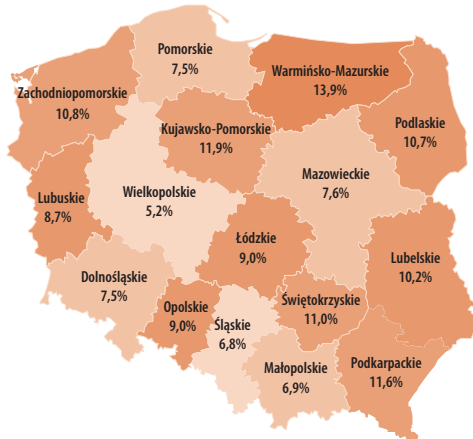 Pomorskie
7,5%
Warmińsko-Mazurskie
13,9%
Zachodniopomorskie
10,8%
Kujawsko-Pomorskie
11,9%
Podlaskie
10,7%
Mazowieckie
7,6%
Wielkopolskie
5,2%
Lubuskie
8,7%
Łódzkie
9,0%
Lubelskie
10,2%
Dolnośląskie
7,5%
Opolskie
9,0%
Śląskie
6,8%
Świętokrzyskie
11,0%
Małopolskie
6,9%
Podkarpackie
11,6%